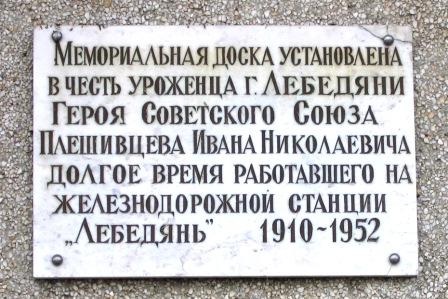 Мемориальная доска установлена
в честь уроженца г. Лебедяни
Героя Советского Союза
Плешивцева Ивана Николаевича
долгое время работавшего на
железнодорожной станции
„Лебедянь" 1910~1952